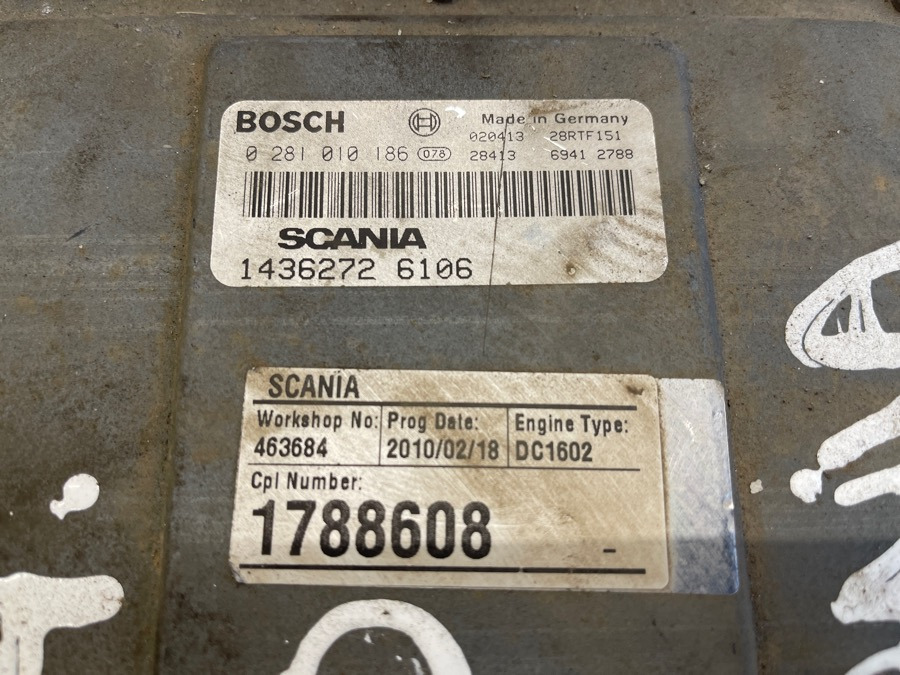 BOSCH Made in Germany
020413 28RTF151
0 281 010 186 078 28413 6941 2788
SCANIA
1436272 6106
SCANIA
Workshop No: Prog Date: Engine Type:
463684 2010/02/18 DC1602
Cpl Number:
1788608 -